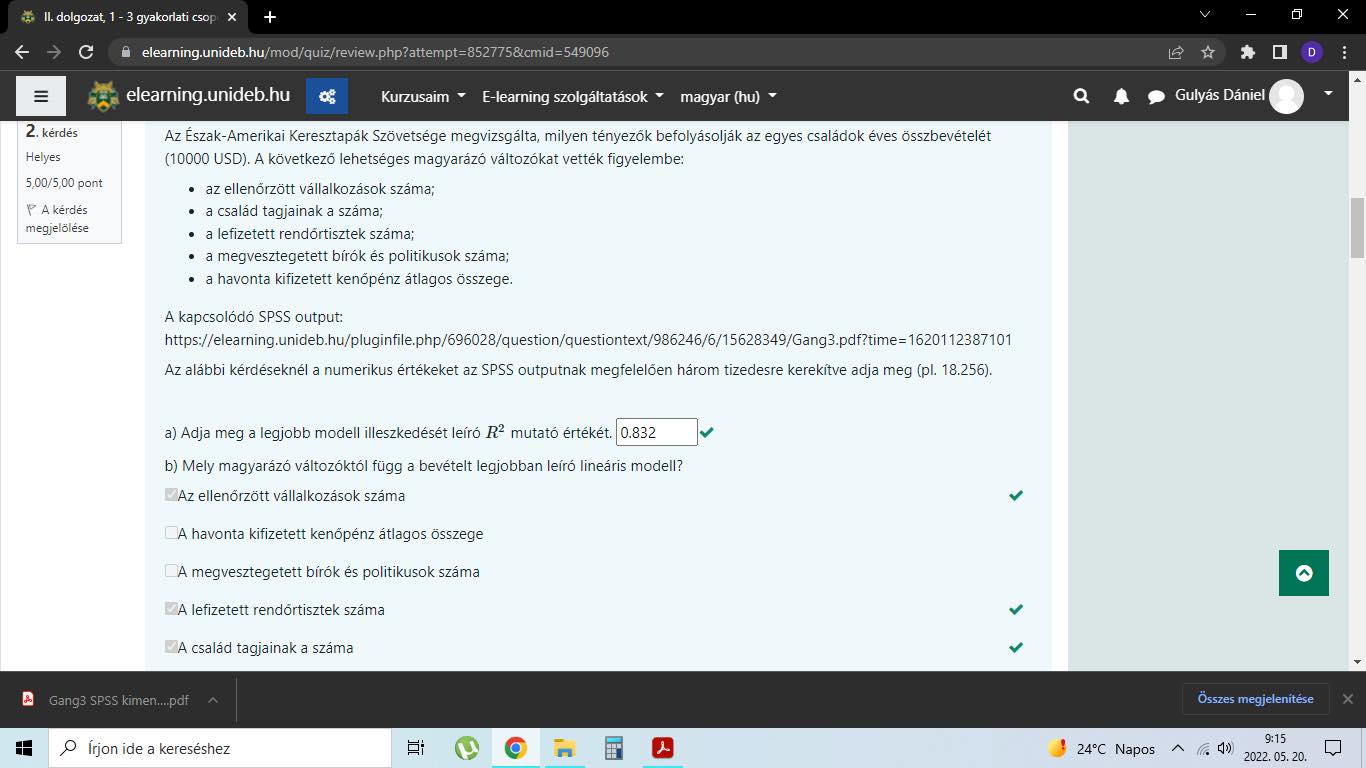 II. dolgozat, 1 - 3 gyakorlati csop
elearning.unideb.hu/mod/quiz/review.php?attempt=852775&cmid=549096
D
elearning.unideb.hu
Kurzusaim
E-learning szolgáltatások
magyar (hu)
Gulyás Dániel
2. kérdés
Helyes
5,00/5,00 pont
A kérdés
megjelölése
Az Észak-Amerikai Keresztapák Szövetsége megvizsgálta, milyen tényezők befolyásolják az egyes családok éves összbevételét
(10000 USD). A következő lehetséges magyarázó változókat vették figyelembe:
• az ellenőrzött vállalkozások száma;
• a család tagjainak a száma;
• a lefizetett rendőrtisztek száma;
• a megvesztegetett bírók és politikusok száma;
• a havonta kifizetett kenőpénz átlagos összege.
A kapcsolódó SPSS output:
https://elearning.unideb.hu/pluginfile.php/696028/question/questiontext/986246/6/15628349/Gang3.pdf?time=1620112387101
Az alábbi kérdéseknél a numerikus értékeket az SPSS outputnak megfelelően három tizedesre kerekítve adja meg (pl. 18.256).
a) Adja meg a legjobb modell illeszkedését leíró R² mutató értékét. 0.832
b) Mely magyarázó változóktól függ a bevételt legjobban leíró lineáris modell?
Az ellenőrzött vállalkozások száma
A havonta kifizetett kenőpénz átlagos összege
A megvesztegetett bírók és politikusok száma
A lefizetett rendőrtisztek száma
A család tagjainak a száma
Gang3 SPSS kimen....pdf
Összes megjelenítése
Írjon ide a kereséshez
24°C Napos
9:15
2022. 05. 20.